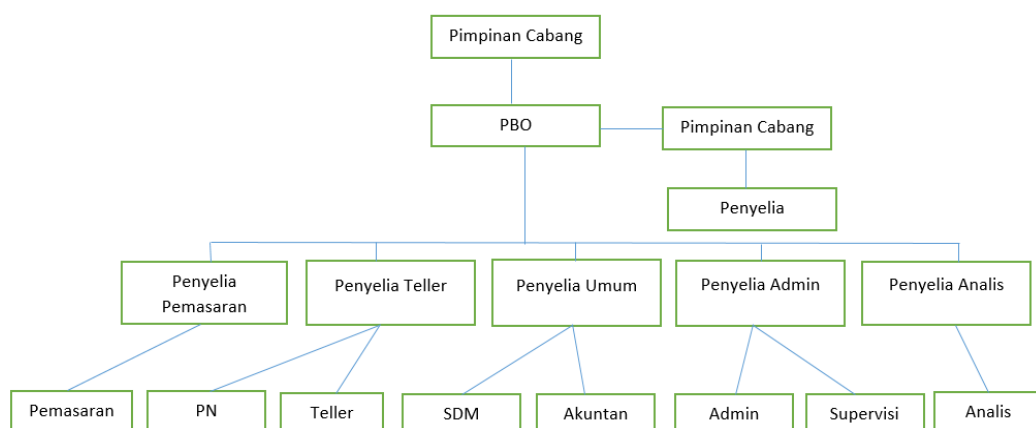 Pimpinan Cabang
PBO
Pimpinan Cabang
Penyelia
Penyelia
Pemasaran
Penyelia Teller
Penyelia Umum
Penyelia Admin
Penyelia Analis
Pemasaran
PN
Teller
SDM
Akuntan
Admin
Supervisi
Analis